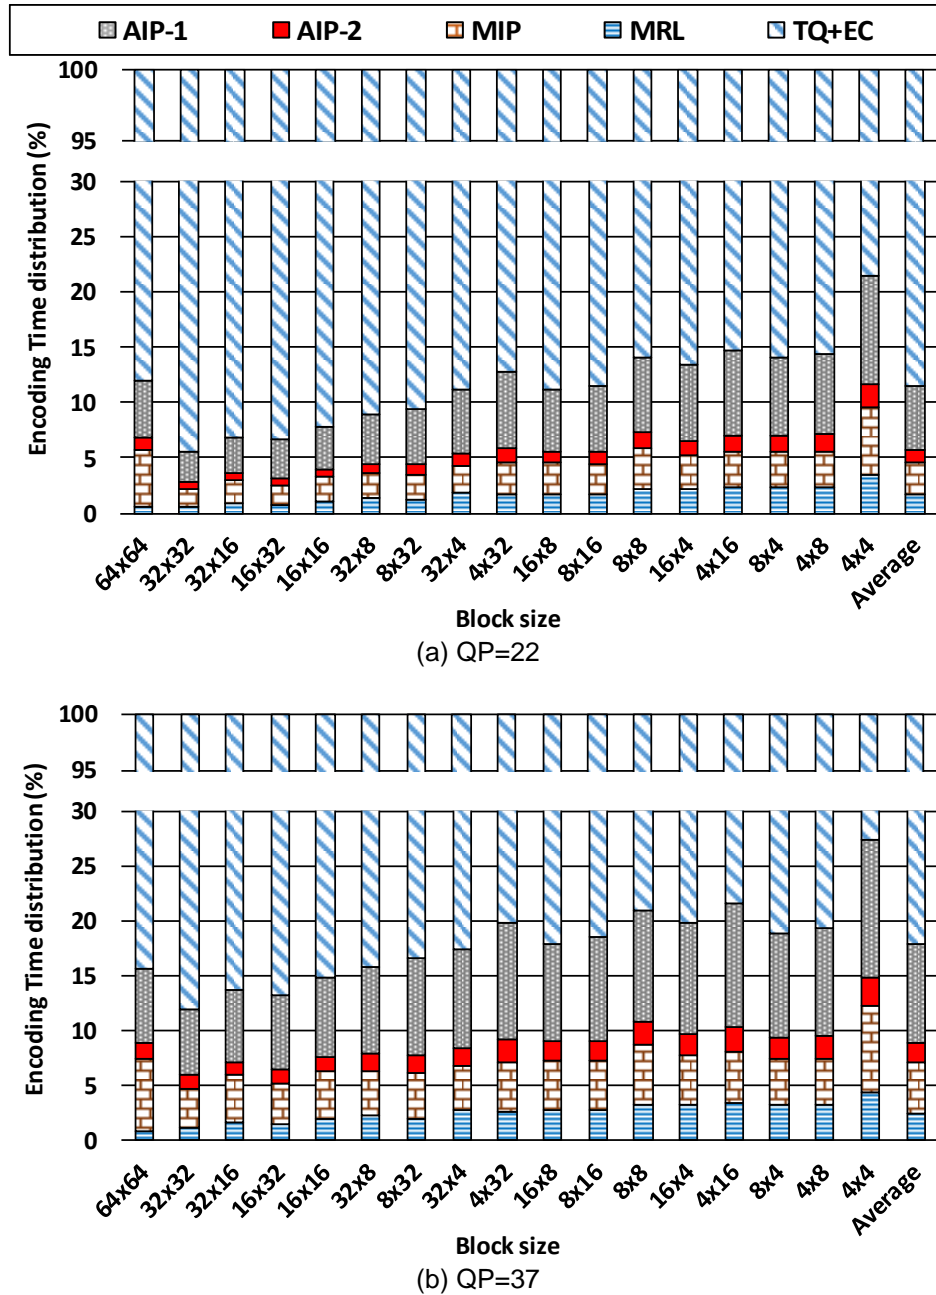 AIP-1 AIP-2 MIP MRL TQ+EC
Encoding Time distribution (%)
100
95
30
25
20
15
10
5
0
64x64 32x32 32x16 16x32 16x16 32x8 8x32 32x4 4x32 16x8 8x16 8x8 16x4 4x16 8x4 4x8 4x4 Average
Block size
(a) QP=22
Encoding Time distribution (%)
100
95
30
25
20
15
10
5
0
64x64 32x32 32x16 16x32 16x16 32x8 8x32 32x4 4x32 16x8 8x16 8x8 16x4 4x16 8x4 4x8 4x4 Average
Block size
(b) QP=37